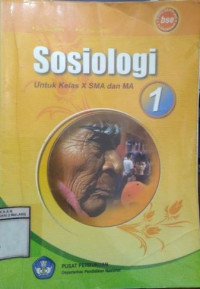 bse
Sosiologi
Untuk Kelas X SMA dan MA
1
PUSAT PERBUKUAN
Departemen Pendidikan Nasional